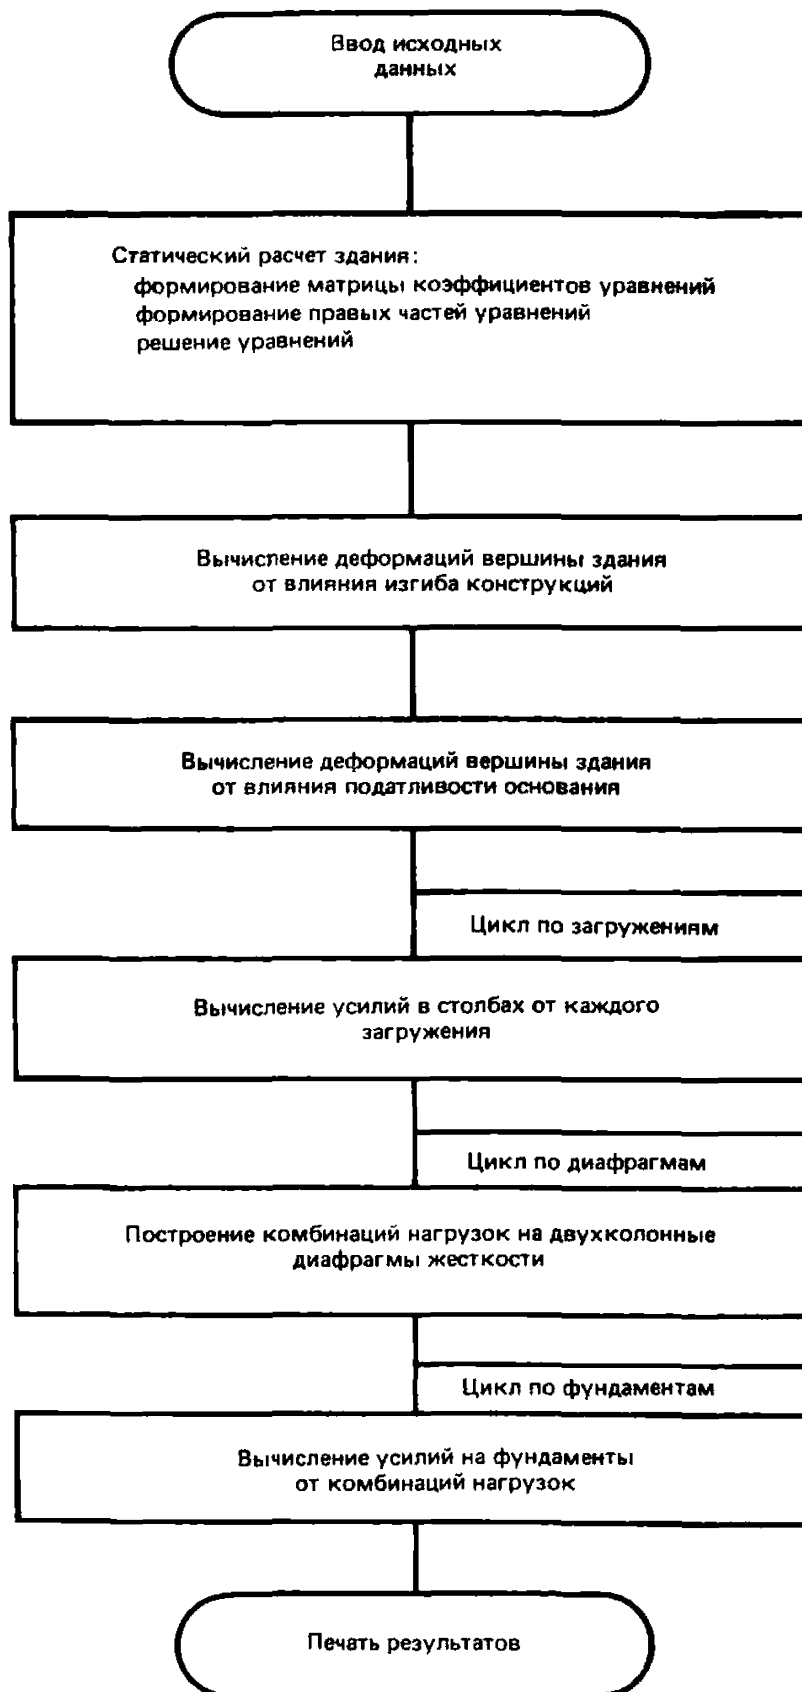 Ввод исходных
данных
Статический расчет здания:
формирование матрицы коэффициентов уравнений
формирование правых частей уравнений
решение уравнений
Вычисление деформаций вершины здания
от влияния изгиба конструкций
Вычисление деформаций вершины здания
от влияния податливости основания
Цикл по загружениям
Вычисление усилий в столбах от каждого
загружения
Цикл по диафрагмам
Построение комбинаций нагрузок на двухколонные
диафрагмы жесткости
Цикл по фундаментам
Вычисление усилий на фундаменты
от комбинаций нагрузок
Печать результатов